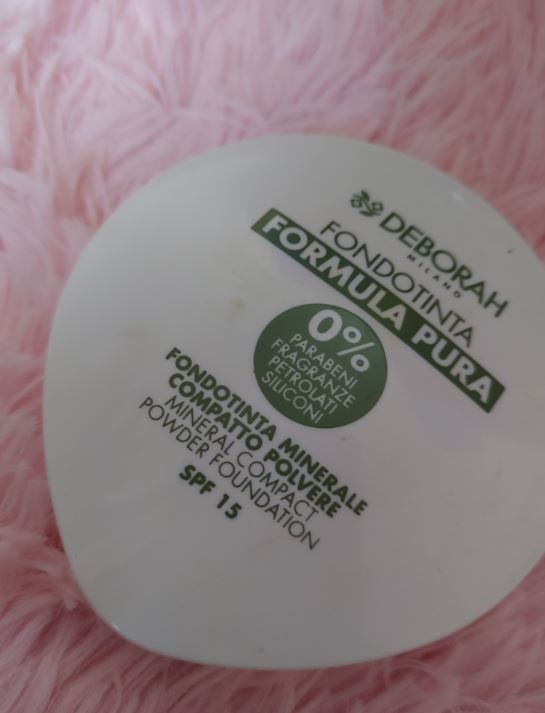 DEBORAH
MILANO
FONDOTINTA
FORMULA PURA
0%
PARABENI
FRAGRANZE
PETROLATI
SILICONI
FONDOTINTA MINERALE
COMPATTO POLVERE
MINERAL COMPACT
POWDER FOUNDATION
SPF 15